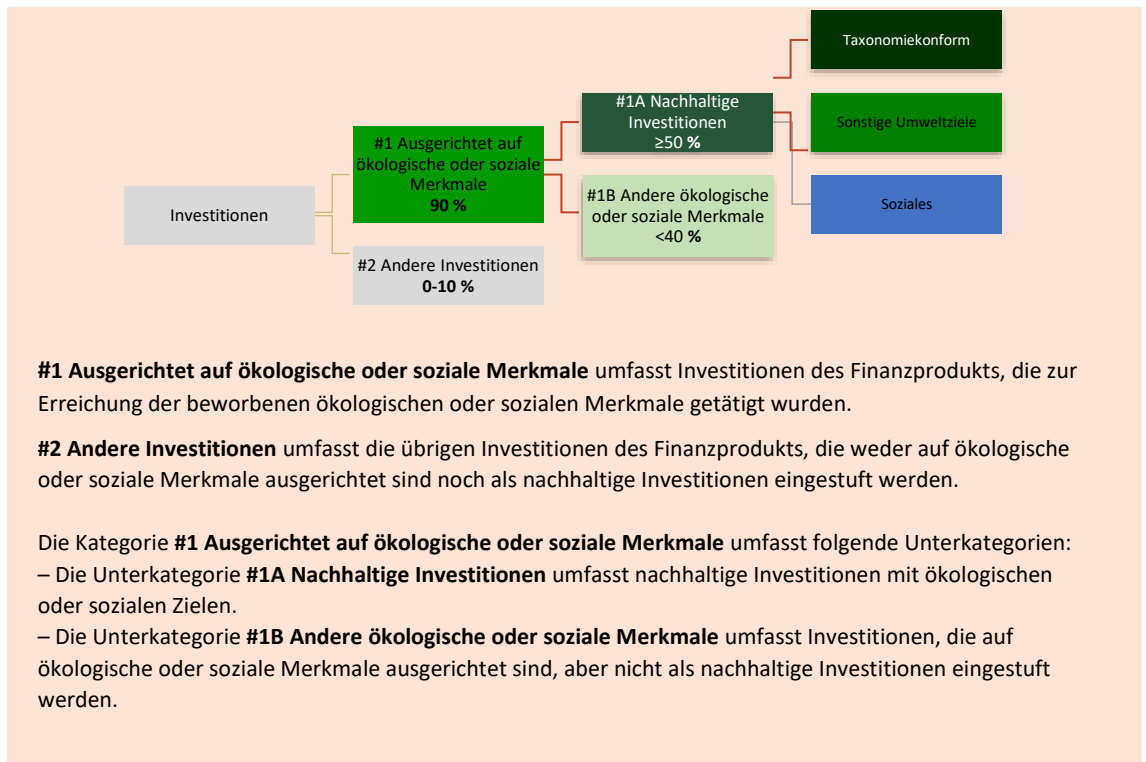 Taxonomiekonform
#1A Nachhaltige
Investitionen
≥50 %
Sonstige Umweltziele
#1 Ausgerichtet auf
ökologische oder soziale
Merkmale
90 %
#1B Andere ökologische
oder soziale Merkmale
<40 %
Soziales
Investitionen
#2 Andere Investitionen
0-10 %
#1 Ausgerichtet auf ökologische oder soziale Merkmale umfasst Investitionen des Finanzprodukts, die zur
Erreichung der beworbenen ökologischen oder sozialen Merkmale getätigt wurden.
#2 Andere Investitionen umfasst die übrigen Investitionen des Finanzprodukts, die weder auf ökologische
oder soziale Merkmale ausgerichtet sind noch als nachhaltige Investitionen eingestuft werden.
Die Kategorie #1 Ausgerichtet auf ökologische oder soziale Merkmale umfasst folgende Unterkategorien:
– Die Unterkategorie #1A Nachhaltige Investitionen umfasst nachhaltige Investitionen mit ökologischen
oder sozialen Zielen.
– Die Unterkategorie #1B Andere ökologische oder soziale Merkmale umfasst Investitionen, die auf
ökologische oder soziale Merkmale ausgerichtet sind, aber nicht als nachhaltige Investitionen eingestuft
werden.